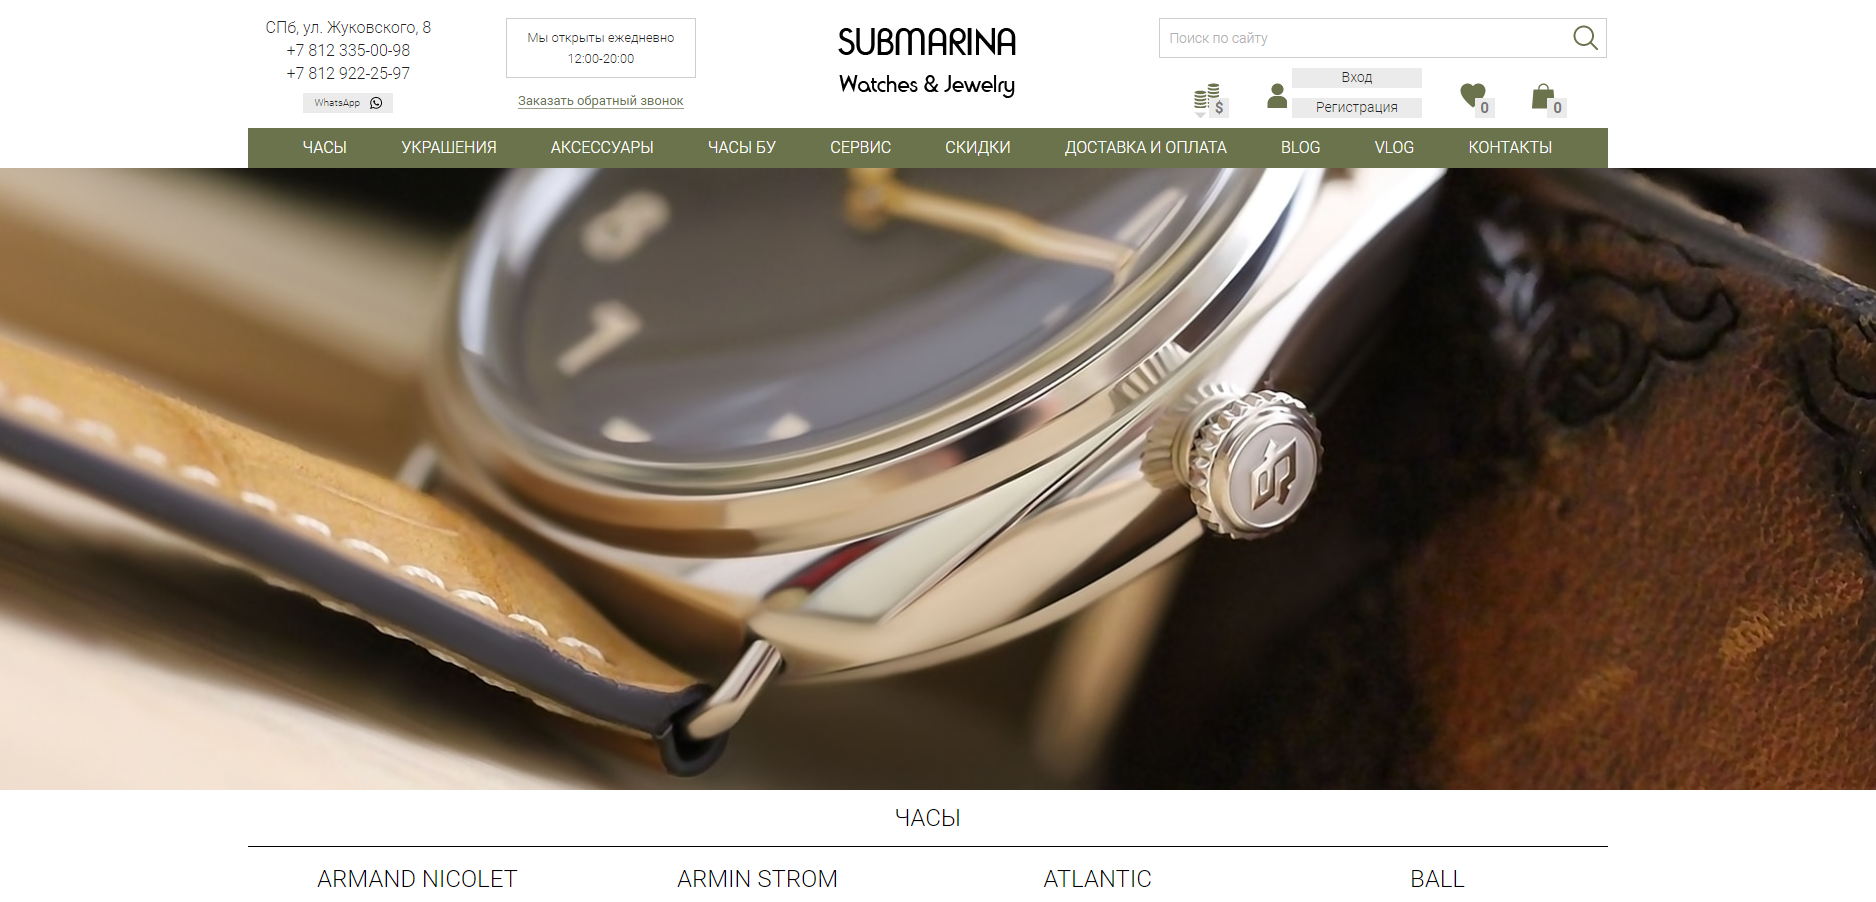 СПб, ул. Жуковского, 8
+7 812 335-00-98
+7 812 922-25-97
WhatsApp
Мы открыты ежедневно
12:00-20:00
Заказать обратный звонок
SUBMARINA
Watches & Jewelry
Поиск по сайту
$
Вход
Регистрация
0
0
ЧАСЫ УКРАШЕНИЯ АКСЕССУАРЫ ЧАСЫ БУ СЕРВИС СКИДКИ ДОСТАВКА И ОПЛАТА BLOG VLOG КОНТАКТЫ
ЧАСЫ
ARMAND NICOLET ARMIN STROM ATLANTIC BALL